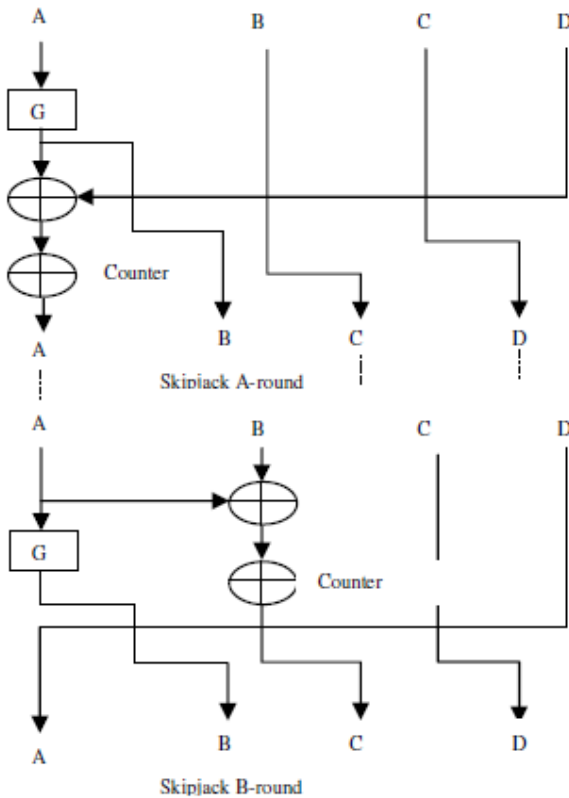 A B C D
G
Counter
A B C D
Skipjack A-round
A B C D
G
Counter
A B C D
Skipjack B-round